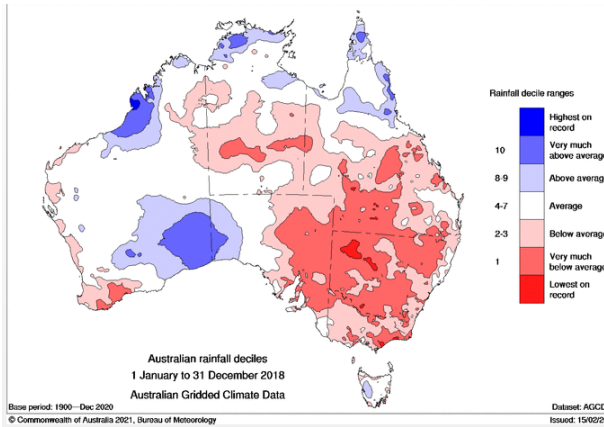 Rainfall decile ranges
Highest on
record
10
Very much
above average
8-9
Above average
4-7
Average
2-3
Below average
1
Very much
below average
Lowest on
record
Australian rainfall deciles
1 January to 31 December 2018
Australian Gridded Climate Data
Base period: 1900—Dec 2020
Dataset: AGCD
© Commonwealth of Australia 2021, Bureau of Meteorology
Issued: 15/02/2